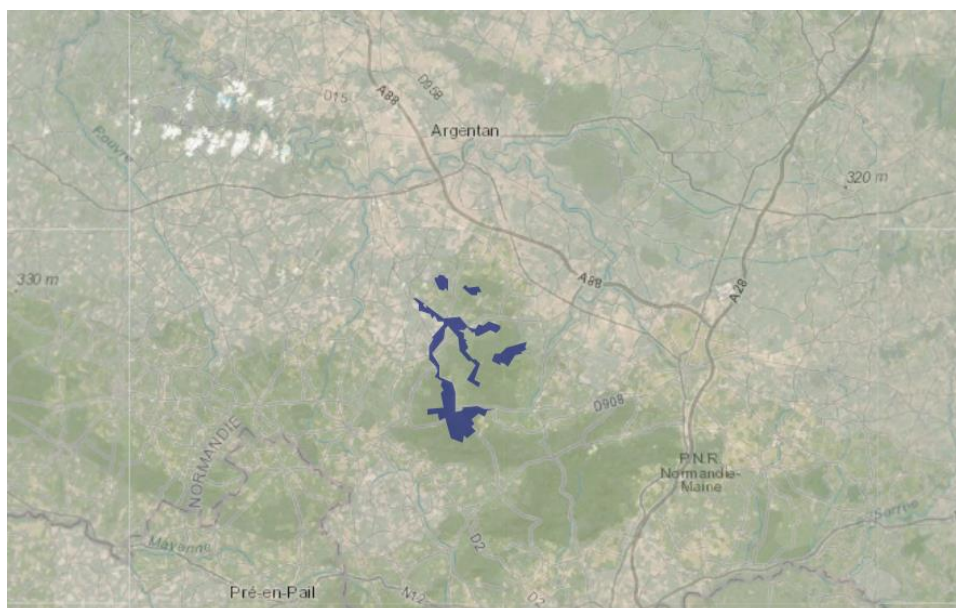 D958
A88
D15
Argentan
Rouvre
320 m
330 m
A88
A28
D908
NORMANDIE
P.N.R.
Normandie-
Maine
Sarthe
Mayenne
D2
Pré-en-Pail
N12
D2